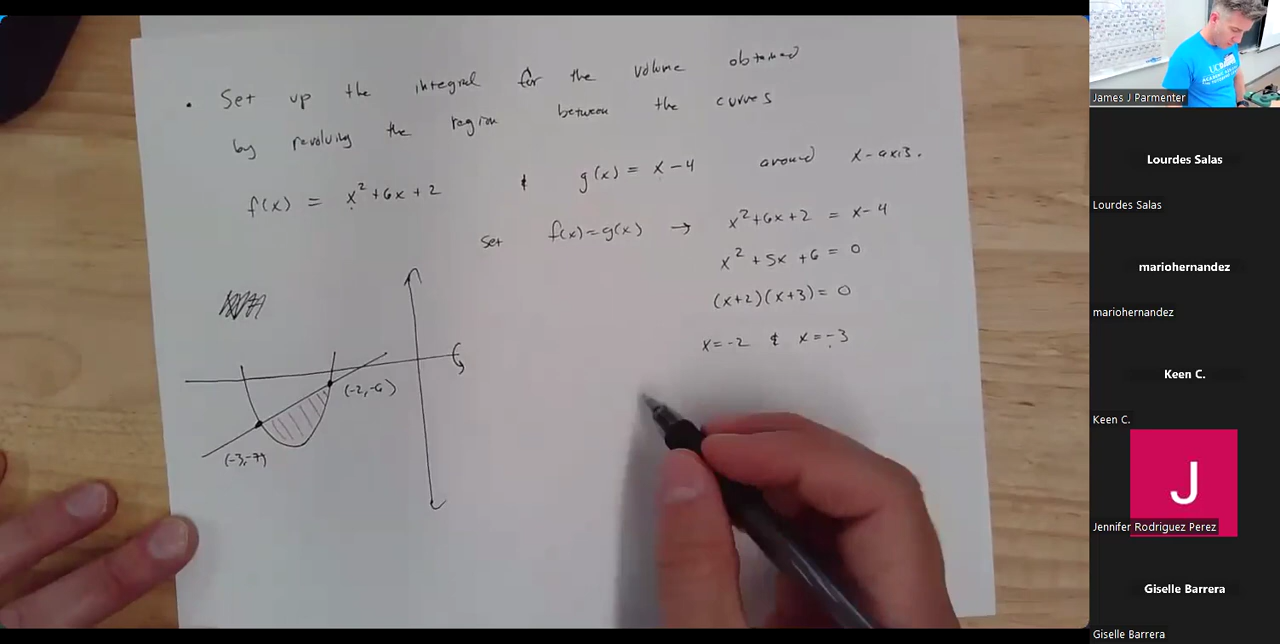 • Set up the integral for the volume obtained
by revolving the region between the curves
f(x) = x²+6x+2 & g(x) = x-4 around x-axis.
Set f(x)=g(x) → x²+6x+2 = x-4
x²+5x+6=0
(x+2)(x+3)=0
x=-2 & x=-3
(-2,-6)
(-3,-7)
James J Parmenter
Lourdes Salas
Lourdes Salas
mariohernandez
mariohernandez
Keen C.
Keen C.
J
Jennifer Rodriguez Perez
Giselle Barrera
Giselle Barrera